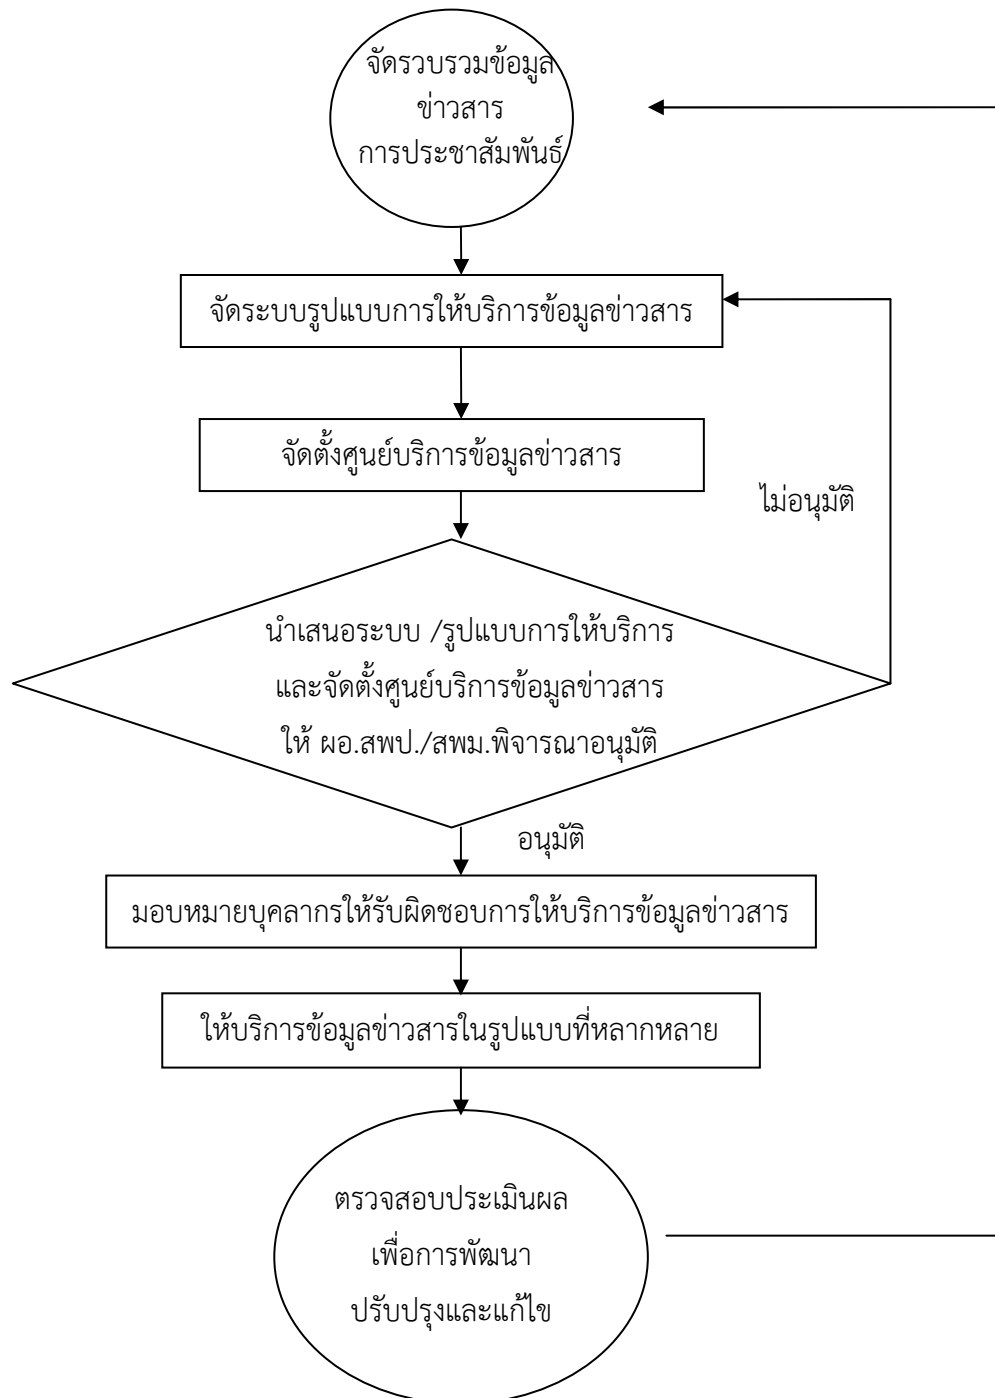 จัดรวบรวมข้อมูล
ข่าวสาร
การประชาสัมพันธ์
จัดระบบรูปแบบการให้บริการข้อมูลข่าวสาร
จัดตั้งศูนย์บริการข้อมูลข่าวสาร
ไม่อนุมัติ
นำเสนอระบบ /รูปแบบการให้บริการ
และจัดตั้งศูนย์บริการข้อมูลข่าวสาร
ให้ ผอ.สพป./สพม.พิจารณาอนุมัติ
อนุมัติ
มอบหมายบุคลากรให้รับผิดชอบการให้บริการข้อมูลข่าวสาร
ให้บริการข้อมูลข่าวสารในรูปแบบที่หลากหลาย
ตรวจสอบประเมินผล
เพื่อการพัฒนา
ปรับปรุงและแก้ไข